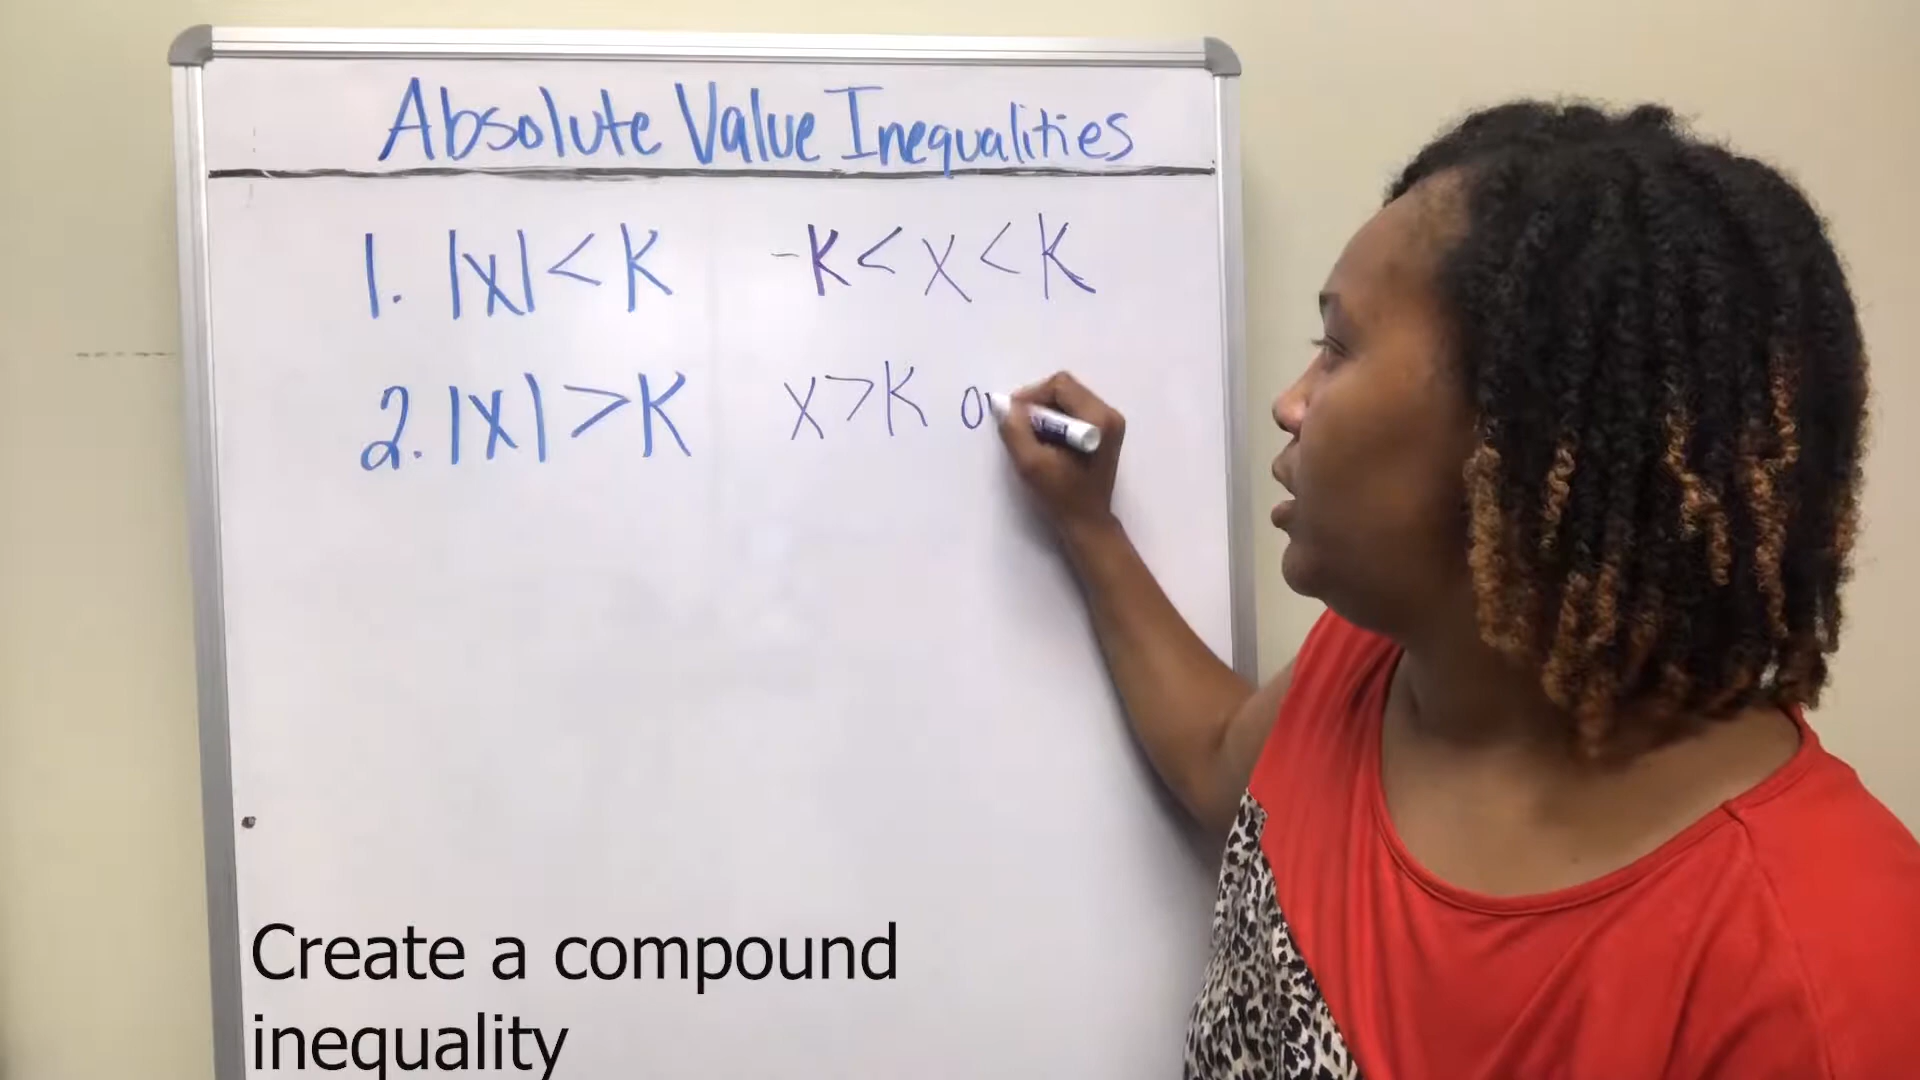 Absolute Value Inequalities
1. |x| < K -K < x < K
2. |x| > K x > K o
Create a compound
inequality